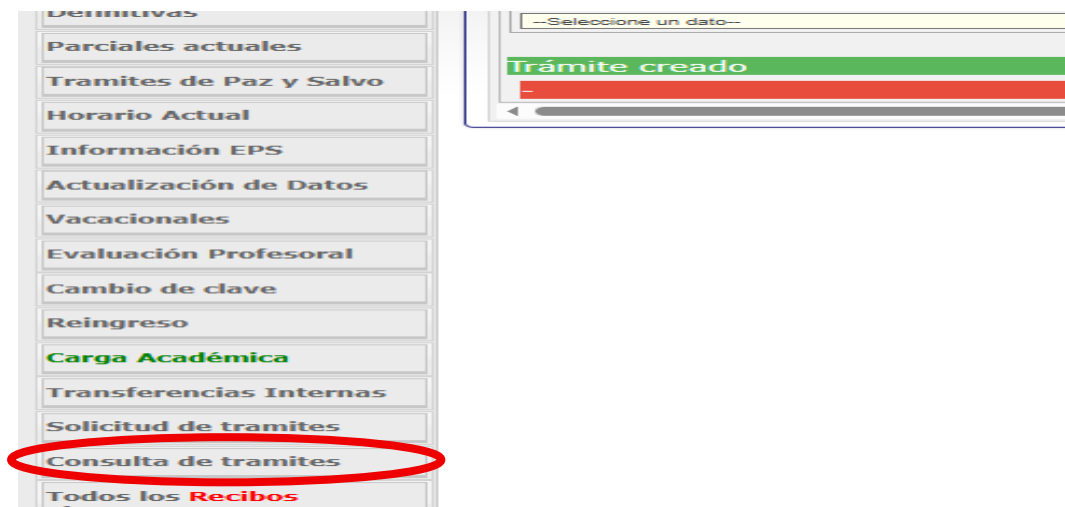 Definitivas
Parciales actuales
Tramites de Paz y Salvo
Horario Actual
Información EPS
Actualización de Datos
Vacacionales
Evaluación Profesoral
Cambio de clave
Reingreso
Carga Académica
Transferencias Internas
Solicitud de tramites
Consulta de tramites
Todos los Recibos
--Seleccione un dato--
Trámite creado
–